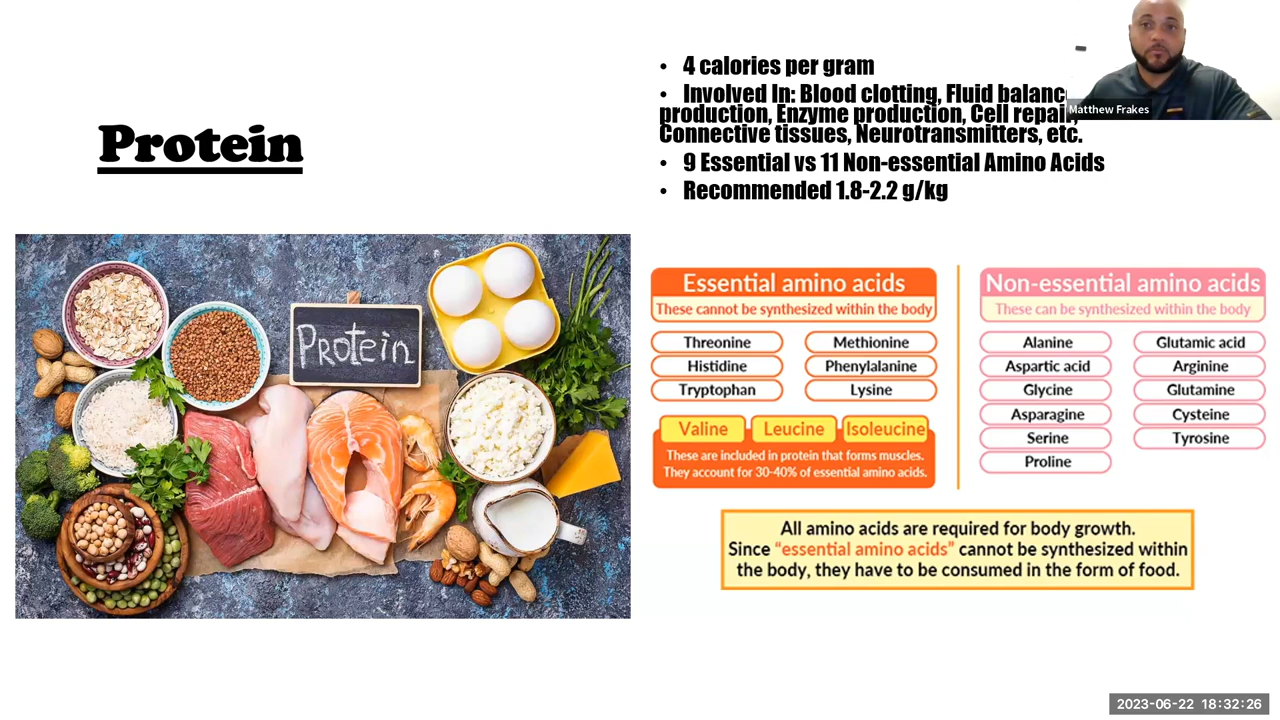 Protein
• 4 calories per gram
• Involved In: Blood clotting, Fluid
production, Enzyme production, Cell repair,
Connective tissues, Neurotransmitters, etc.
• 9 Essential vs 11 Non-essential Amino Acids
• Recommended 1.8-2.2 g/kg
Matthew Frakes
Protein
Essential amino acids
These cannot be synthesized within the body
Threonine
Methionine
Histidine
Phenylalanine
Tryptophan
Lysine
Valine
Leucine
Isoleucine
These are included in protein that forms muscles.
They account for 30-40% of essential amino acids.
Non-essential amino acids
These can be synthesized within the body
Alanine
Glutamic acid
Aspartic acid
Arginine
Glycine
Glutamine
Asparagine
Cysteine
Serine
Tyrosine
Proline
All amino acids are required for body growth.
Since “essential amino acids” cannot be synthesized within
the body, they have to be consumed in the form of food.
2023-06-22 18:32:26